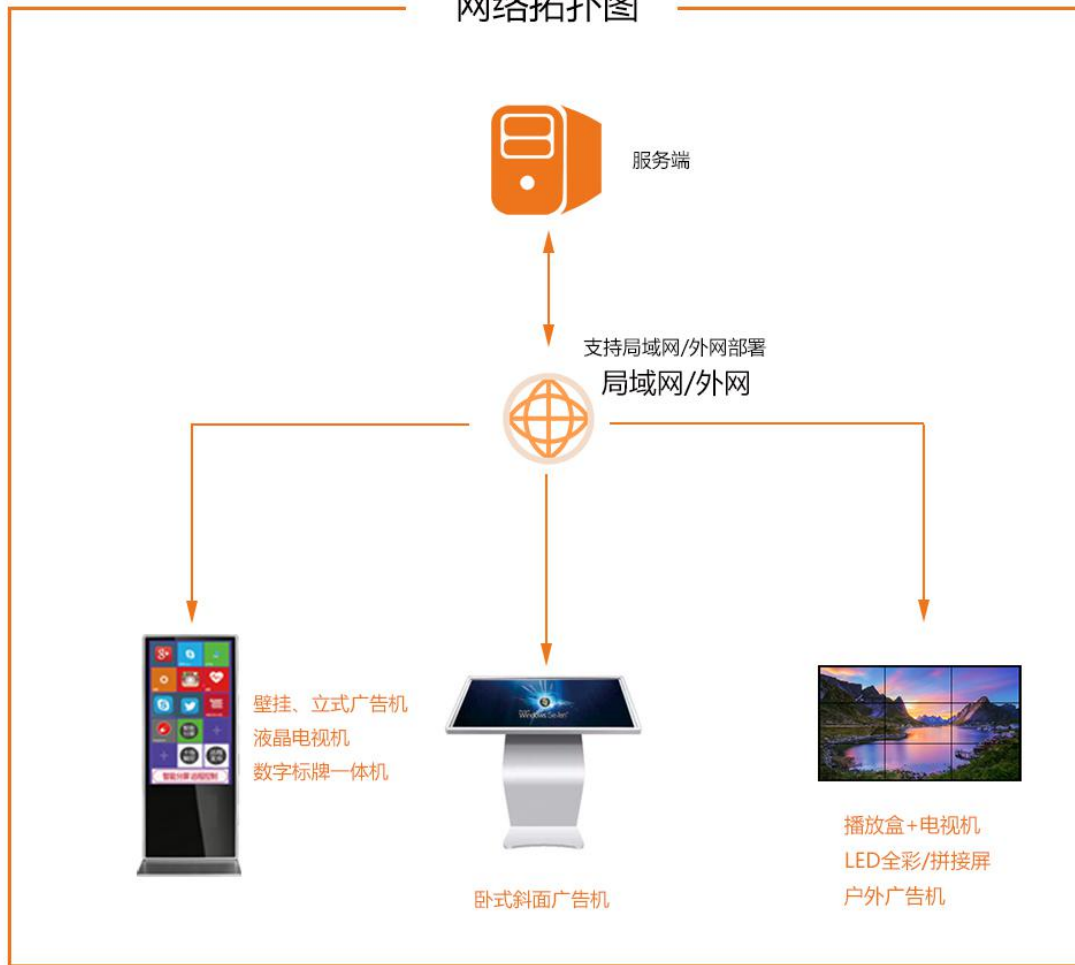 网络拓扑图
服务端
支持局域网/外网部署
局域网/外网
壁挂、立式广告机
液晶电视机
数字标牌一体机
卧式斜面广告机
播放盒+电视机
LED全彩/拼接屏
户外广告机